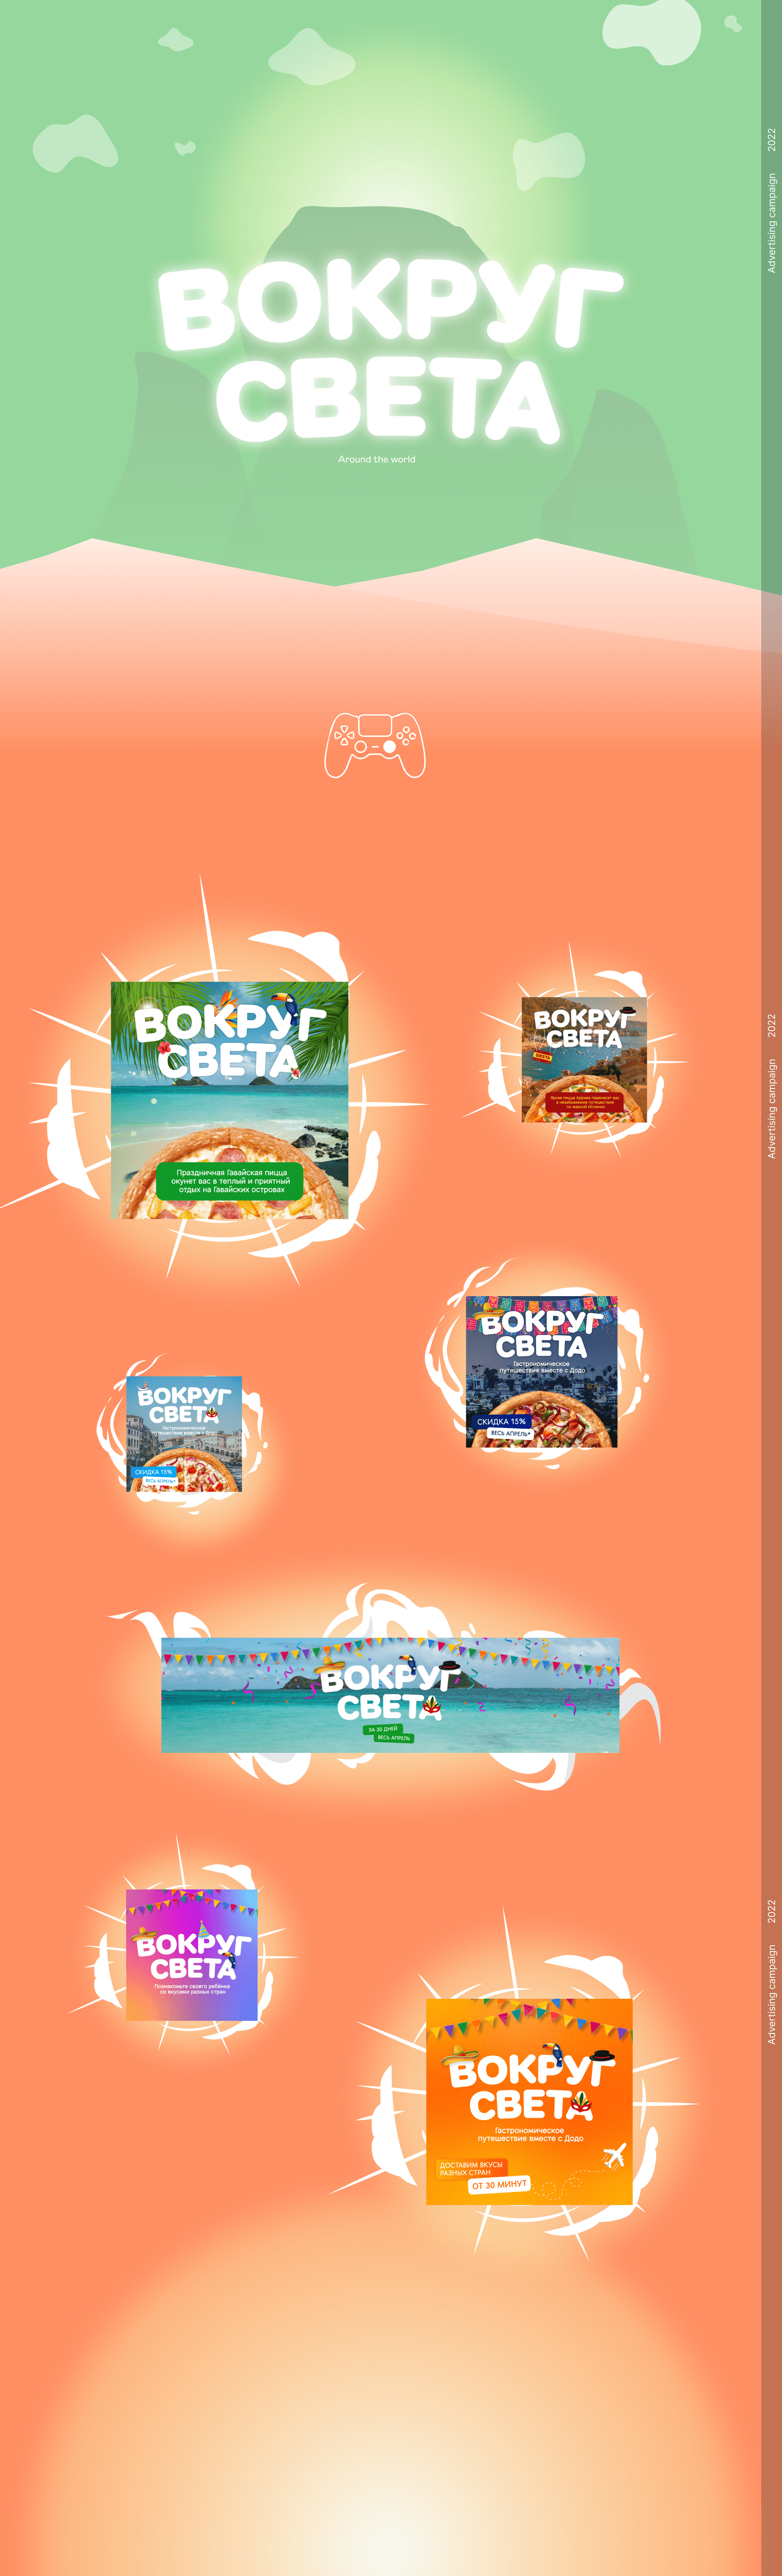 2022
Advertising campaign
ВОКРУГ
СВЕТА
Around the world
ВОКРУГ
СВЕТА
Праздничная Гавайская пицца
окунет вас в теплый и приятный
отдых на Гавайских островах
ВОКРУГ
СВЕТА
Яркая пицца Аррива перенесет вас
в незабываемое путешествие
по жаркой Испании
2022
Advertising campaign
ВОКРУГ
СВЕТА
Гастрономическое
путешествие вместе с Додо
СКИДКА 15%
ВЕСЬ АПРЕЛЬ*
ВОКРУГ
СВЕТА
Гастрономическое
путешествие вместе с Додо
СКИДКА 15%
ВЕСЬ АПРЕЛЬ*
ВОКРУГ
СВЕТА
ЗА 30 ДНЕЙ
ВЕСЬ АПРЕЛЬ
ВОКРУГ
СВЕТА
Познакомьте своего ребёнка
со вкусами разных стран
2022
Advertising campaign
ВОКРУГ
СВЕТА
Гастрономическое
путешествие вместе с Додо
ДОСТАВИМ ВКУСЫ
РАЗНЫХ СТРАН
ОТ 30 МИНУТ